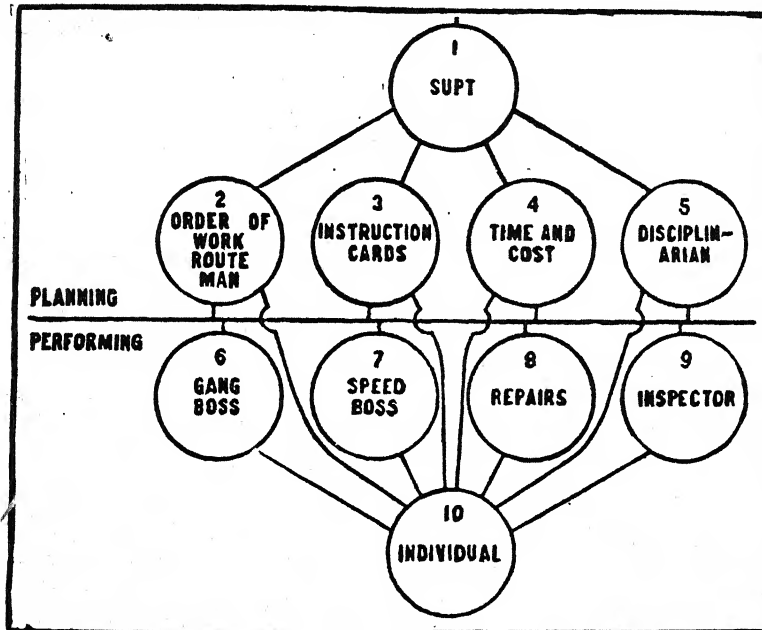 1
SUPT
2
ORDER OF
WORK
ROUTE
MAN
3
INSTRUCTION
CARDS
4
TIME AND
COST
5
DISCIPLIN-
ARIAN
PLANNING
PERFORMING
6
GANG
BOSS
7
SPEED
BOSS
8
REPAIRS
9
INSPECTOR
10
INDIVIDUAL